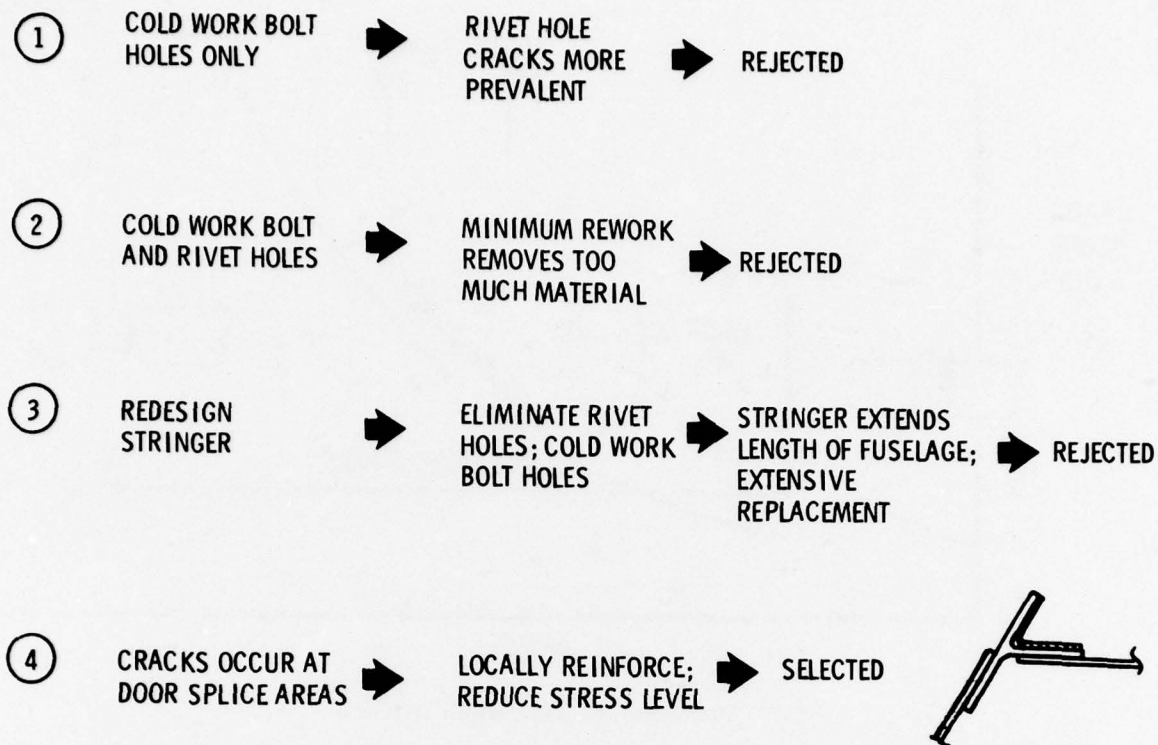 1
COLD WORK BOLT
HOLES ONLY
RIVET HOLE
CRACKS MORE
PREVALENT
REJECTED
2
COLD WORK BOLT
AND RIVET HOLES
MINIMUM REWORK
REMOVES TOO
MUCH MATERIAL
REJECTED
3
REDESIGN
STRINGER
ELIMINATE RIVET
HOLES; COLD WORK
BOLT HOLES
STRINGER EXTENDS
LENGTH OF FUSELAGE;
EXTENSIVE
REPLACEMENT
REJECTED
4
CRACKS OCCUR AT
DOOR SPLICE AREAS
LOCALLY REINFORCE;
REDUCE STRESS LEVEL
SELECTED